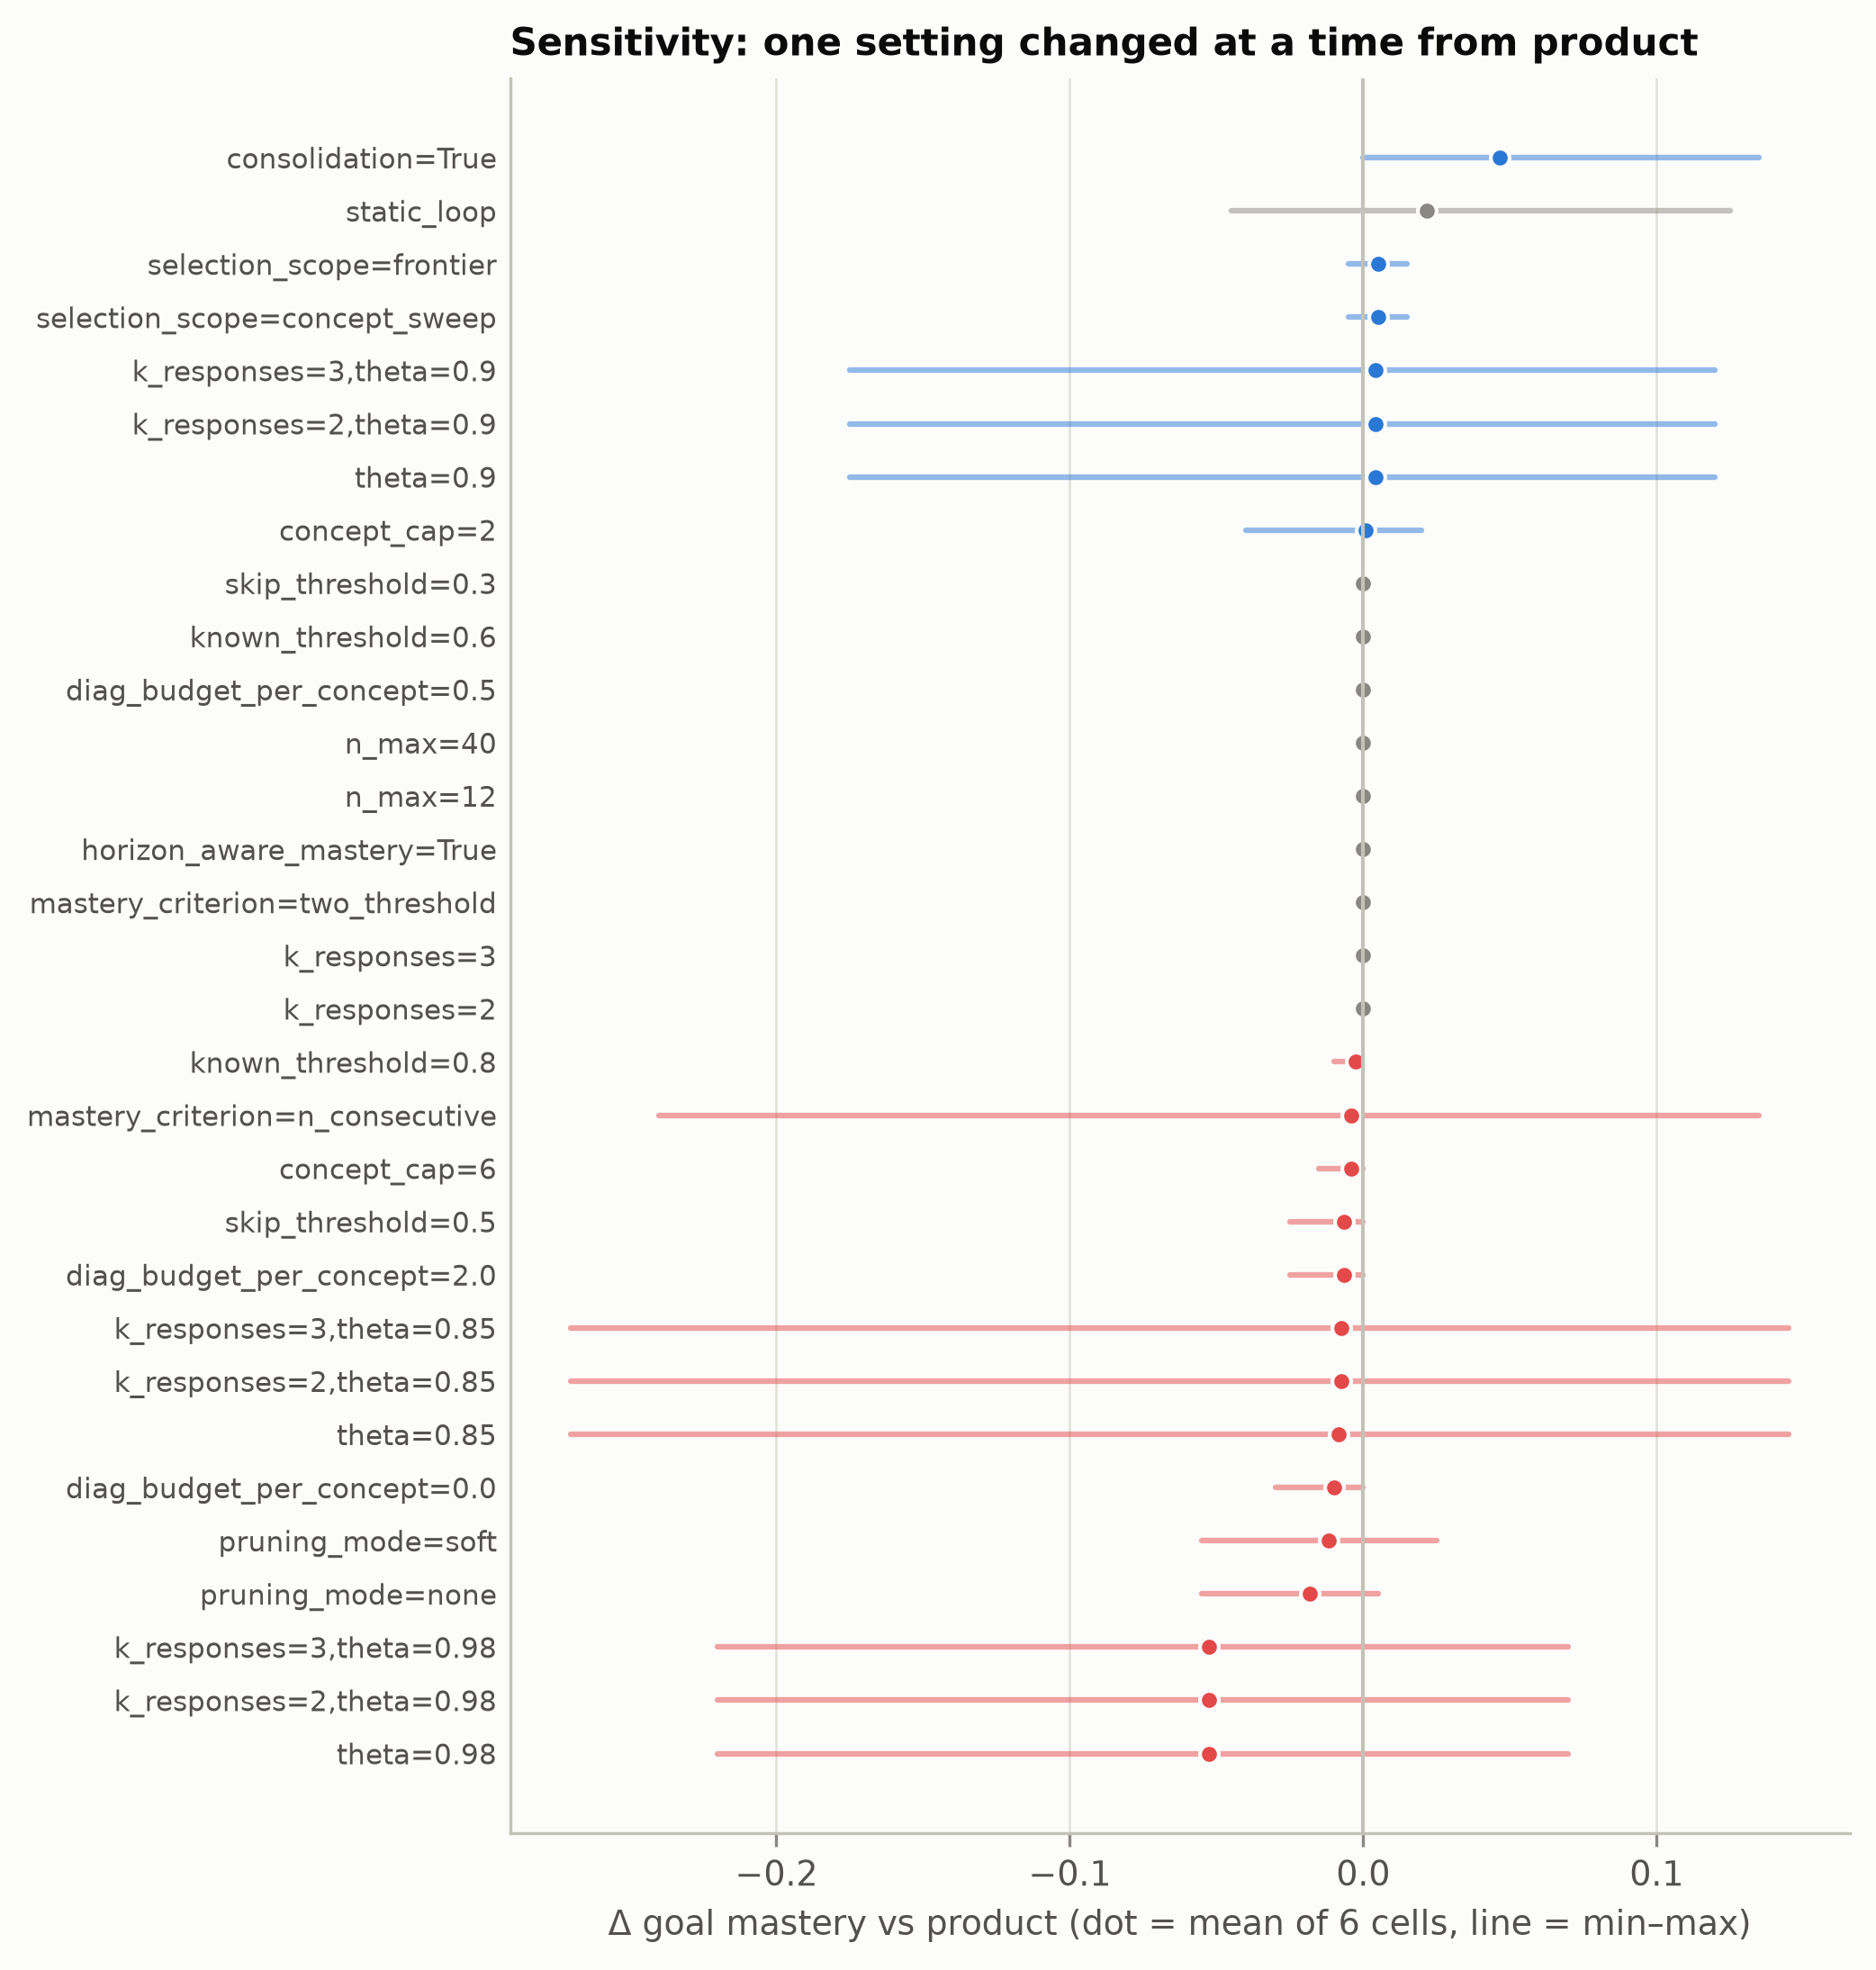 Sensitivity: one setting changed at a time from product
consolidation=True
static_loop
selection_scope=frontier
selection_scope=concept_sweep
k_responses=3,theta=0.9
k_responses=2,theta=0.9
theta=0.9
concept_cap=2
skip_threshold=0.3
known_threshold=0.6
diag_budget_per_concept=0.5
n_max=40
n_max=12
horizon_aware_mastery=True
mastery_criterion=two_threshold
k_responses=3
k_responses=2
known_threshold=0.8
mastery_criterion=n_consecutive
concept_cap=6
skip_threshold=0.5
diag_budget_per_concept=2.0
k_responses=3,theta=0.85
k_responses=2,theta=0.85
theta=0.85
diag_budget_per_concept=0.0
pruning_mode=soft
pruning_mode=none
k_responses=3,theta=0.98
k_responses=2,theta=0.98
theta=0.98
−0.2 −0.1 0.0 0.1
Δ goal mastery vs product (dot = mean of 6 cells, line = min–max)